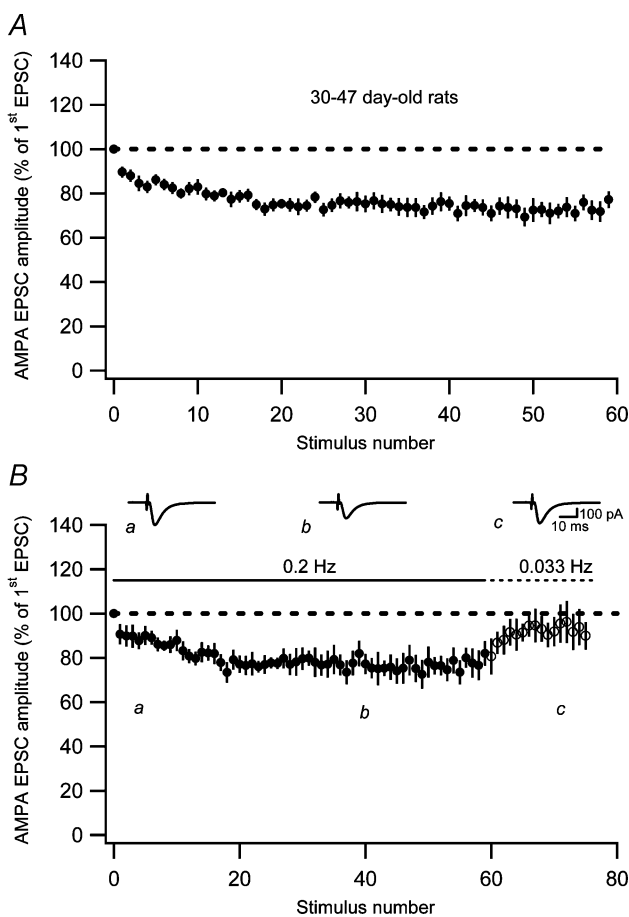 A
AMPA EPSC amplitude (% of 1st EPSC)
140
120
100
80
60
40
20
0
30-47 day-old rats
0 10 20 30 40 50 60
Stimulus number
B
a
b
c
100 pA
10 ms
AMPA EPSC amplitude (% of 1st EPSC)
140
120
100
80
60
40
20
0
0.2 Hz
0.033 Hz
a
b
c
0 20 40 60 80
Stimulus number